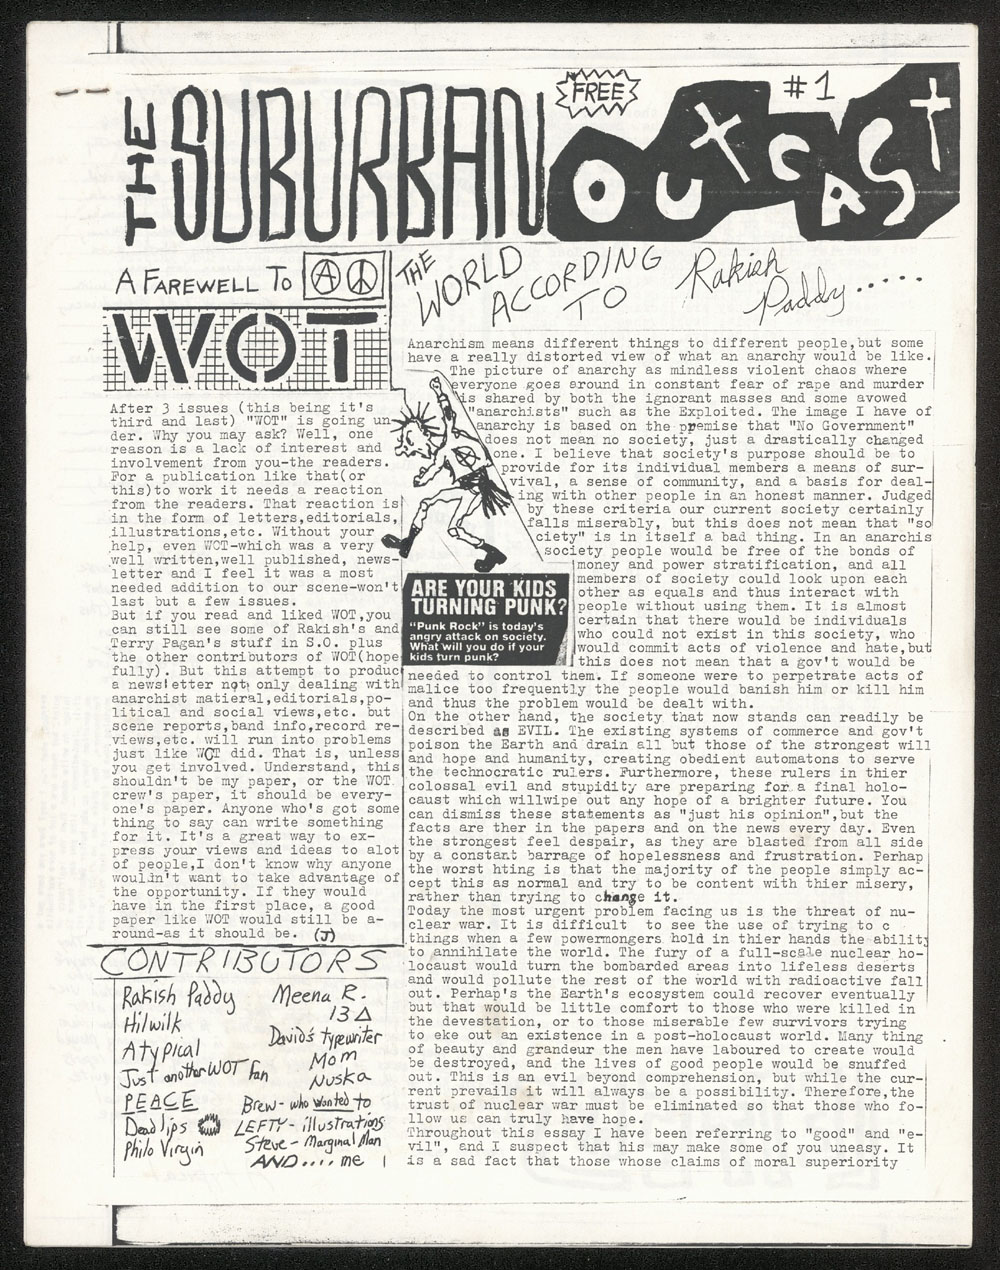 THE SUBURBAN OUTCAST
FREE
#1
A FAREWELL TO
WOT
After 3 issues (this being it's
third and last) "WOT" is going un-
der. Why you may ask? Well, one
reason is a lack of interest and
involvement from you-the readers.
For a publication like that(or
this)to work it needs a reaction
from the readers. That reaction is
in the form of letters,editorials,
illustrations,etc. Without your
help, even WOT-which was a very
well written,well published, news-
letter and I feel it was a most
needed addition to our scene-won't
last but a few issues.
But if you read and liked WOT,you
can still see some of Rakish's and
Terry Pagan's stuff in S.O. plus
the other contributors of WOT(hope
fully). But this attempt to produc
a newsletter not only dealing with
anarchist matieral,editorials,po-
litical and social views,etc. but
scene reports,band info,record re-
views,etc. will run into problems
just like WOT did. That is, unless
you get involved. Understand, this
shouldn't be my paper, or the WOT
crew's paper, it should be every-
one's paper. Anyone who's got some
thing to say can write something
for it. It's a great way to ex-
press your views and ideas to alot
of people,I don't know why anyone
wouldn't want to take advantage of
the opportunity. If they would
have in the first place, a good
paper like WOT would still be a-
round-as it should be. (J)
CONTRIBUTORS
Rakish Paddy
Hilwilk
Atypical
Just another WOT fan
PEACE
Dead lips
Philo Virgin
Meena R.
13 Δ
David's typewriter
Mom
Nuska
Brew- who wanted to
LEFTY- illustrations
Steve- Marginal Man
AND.... me
THE WORLD ACCORDING TO Rakish Paddy.....
Anarchism means different things to different people,but some
have a really distorted view of what an anarchy would be like.
The picture of anarchy as mindless violent chaos where
everyone goes around in constant fear of rape and murder
is shared by both the ignorant masses and some avowed
"anarchists" such as the Exploited. The image I have of
anarchy is based on the premise that "No Government"
does not mean no society, just a drastically changed
one. I believe that society's purpose should be to
provide for its individual members a means of sur-
vival, a sense of community, and a basis for deal-
ing with other people in an honest manner. Judged
by these criteria our current society certainly
falls miserably, but this does not mean that "so
ciety" is in itself a bad thing. In an anarchis
society people would be free of the bonds of
money and power stratification, and all
members of society could look upon each
other as equals and thus interact with
people without using them. It is almost
certain that there would be individuals
who could not exist in this society, who
would commit acts of violence and hate,but
this does not mean that a gov't would be
needed to control them. If someone were to perpetrate acts of
malice too frequently the people would banish him or kill him
and thus the problem would be dealt with.
On the other hand, the society that now stands can readily be
described as EVIL. The existing systems of commerce and gov't
poison the Earth and drain all but those of the strongest will
and hope and humanity, creating obedient automatons to serve
the technocratic rulers. Furthermore, these rulers in thier
colossal evil and stupidity are preparing for a final holo-
caust which willwipe out any hope of a brighter future. You
can dismiss these statements as "just his opinion",but the
facts are ther in the papers and on the news every day. Even
the strongest feel despair, as they are blasted from all side
by a constant barrage of hopelessness and frustration. Perhap
the worst hting is that the majority of the people simply ac-
cept this as normal and try to be content with thier misery,
rather than trying to change it.
Today the most urgent problem facing us is the threat of nu-
clear war. It is difficult to see the use of trying to c
things when a few powermongers hold in thier hands the ability
to annihilate the world. The fury of a full-scale nuclear ho-
locaust would turn the bombarded areas into lifeless deserts
and would pollute the rest of the world with radioactive fall
out. Perhap's the Earth's ecosystem could recover eventually
but that would be little comfort to those who were killed in
the devestation, or to those miserable few survivors trying
to eke out an existence in a post-holocaust world. Many thing
of beauty and grandeur the men have laboured to create would
be destroyed, and the lives of good people would be snuffed
out. This is an evil beyond comprehension, but while the cur-
rent prevails it will always be a possibility. Therefore,the
trust of nuclear war must be eliminated so that those who fo-
llow us can truly have hope.
Throughout this essay I have been referring to "good" and "e-
vil", and I suspect that his may make some of you uneasy. It
is a sad fact that those whose claims of moral superiority
ARE YOUR KIDS
TURNING PUNK?
"Punk Rock" is today's
angry attack on society.
What will you do if your
kids turn punk?